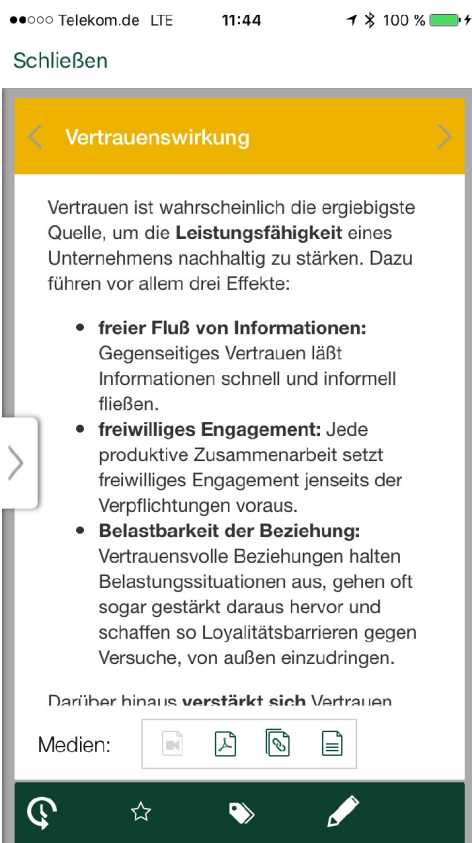 Telekom.de LTE 11:44 100 %
Schließen
Vertrauenswirkung
Vertrauen ist wahrscheinlich die ergiebigste
Quelle, um die Leistungsfähigkeit eines
Unternehmens nachhaltig zu stärken. Dazu
führen vor allem drei Effekte:
• freier Fluß von Informationen:
Gegenseitiges Vertrauen läßt
Informationen schnell und informell
fließen.
• freiwilliges Engagement: Jede
produktive Zusammenarbeit setzt
freiwilliges Engagement jenseits der
Verpflichtungen voraus.
• Belastbarkeit der Beziehung:
Vertrauensvolle Beziehungen halten
Belastungssituationen aus, gehen oft
sogar gestärkt daraus hervor und
schaffen so Loyalitätsbarrieren gegen
Versuche, von außen einzudringen.
Darüber hinaus verstärkt sich Vertrauen
Medien: